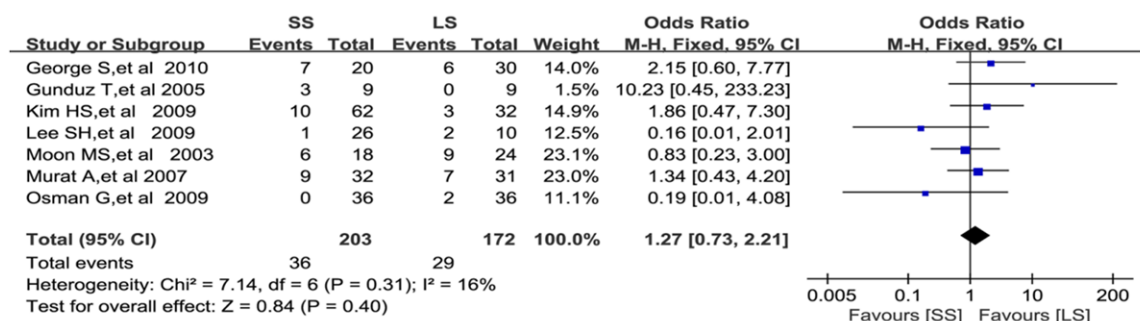 SS LS Odds Ratio Odds Ratio
Study or Subgroup Events Total Events Total Weight M-H, Fixed, 95% CI M-H, Fixed, 95% CI
George S,et al 2010 7 20 6 30 14.0% 2.15 [0.60, 7.77]
Gunduz T,et al 2005 3 9 0 9 1.5% 10.23 [0.45, 233.23]
Kim HS,et al 2009 10 62 3 32 14.9% 1.86 [0.47, 7.30]
Lee SH,et al 2009 1 26 2 10 12.5% 0.16 [0.01, 2.01]
Moon MS,et al 2003 6 18 9 24 23.1% 0.83 [0.23, 3.00]
Murat A,et al 2007 9 32 7 31 23.0% 1.34 [0.43, 4.20]
Osman G,et al 2009 0 36 2 36 11.1% 0.19 [0.01, 4.08]
Total (95% CI) 203 172 100.0% 1.27 [0.73, 2.21]
Total events 36 29
Heterogeneity: Chi² = 7.14, df = 6 (P = 0.31); I² = 16%
Test for overall effect: Z = 0.84 (P = 0.40)
0.005 0.1 1 10 200
Favours [SS] Favours [LS]